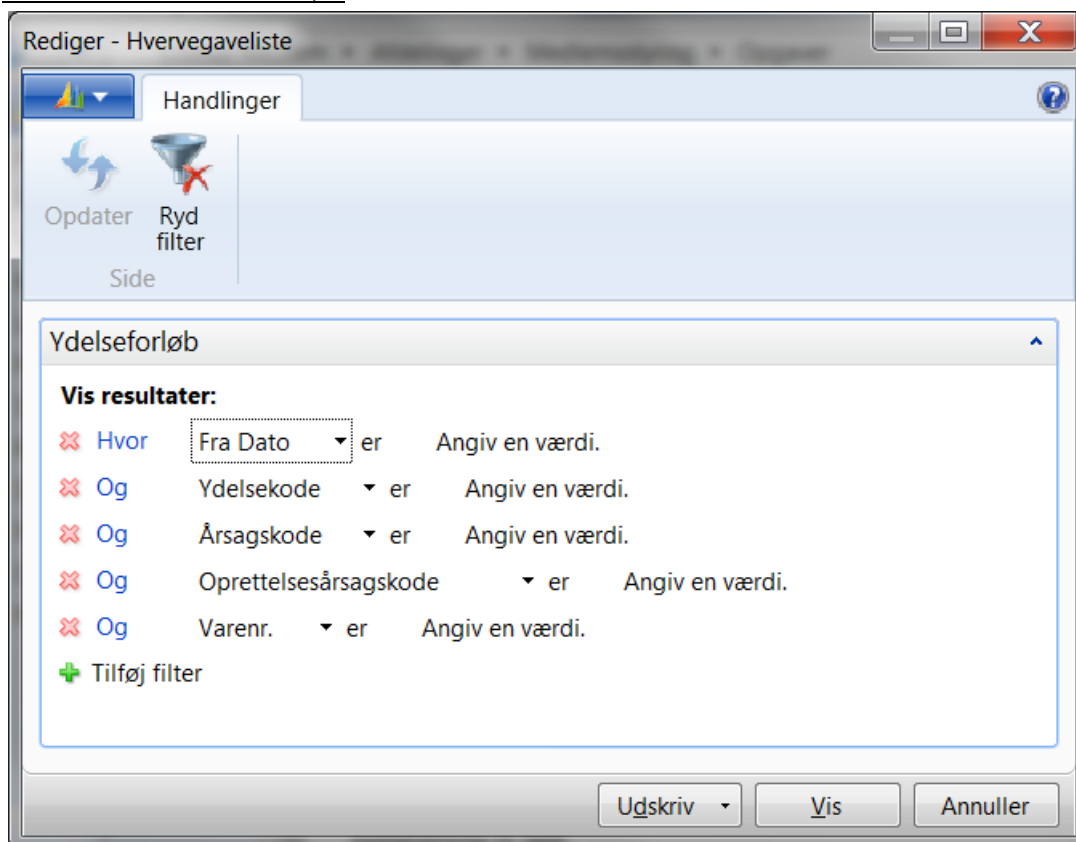 Rediger - Hvervegaveliste
Handlinger
Opdater
Ryd
filter
Side
Ydelseforløb
Vis resultater:
Hvor Fra Dato er Angiv en værdi.
Og Ydelsekode er Angiv en værdi.
Og Årsagskode er Angiv en værdi.
Og Oprettelsesårsagskode er Angiv en værdi.
Og Varenr. er Angiv en værdi.
Tilføj filter
Udskriv Vis Annuller